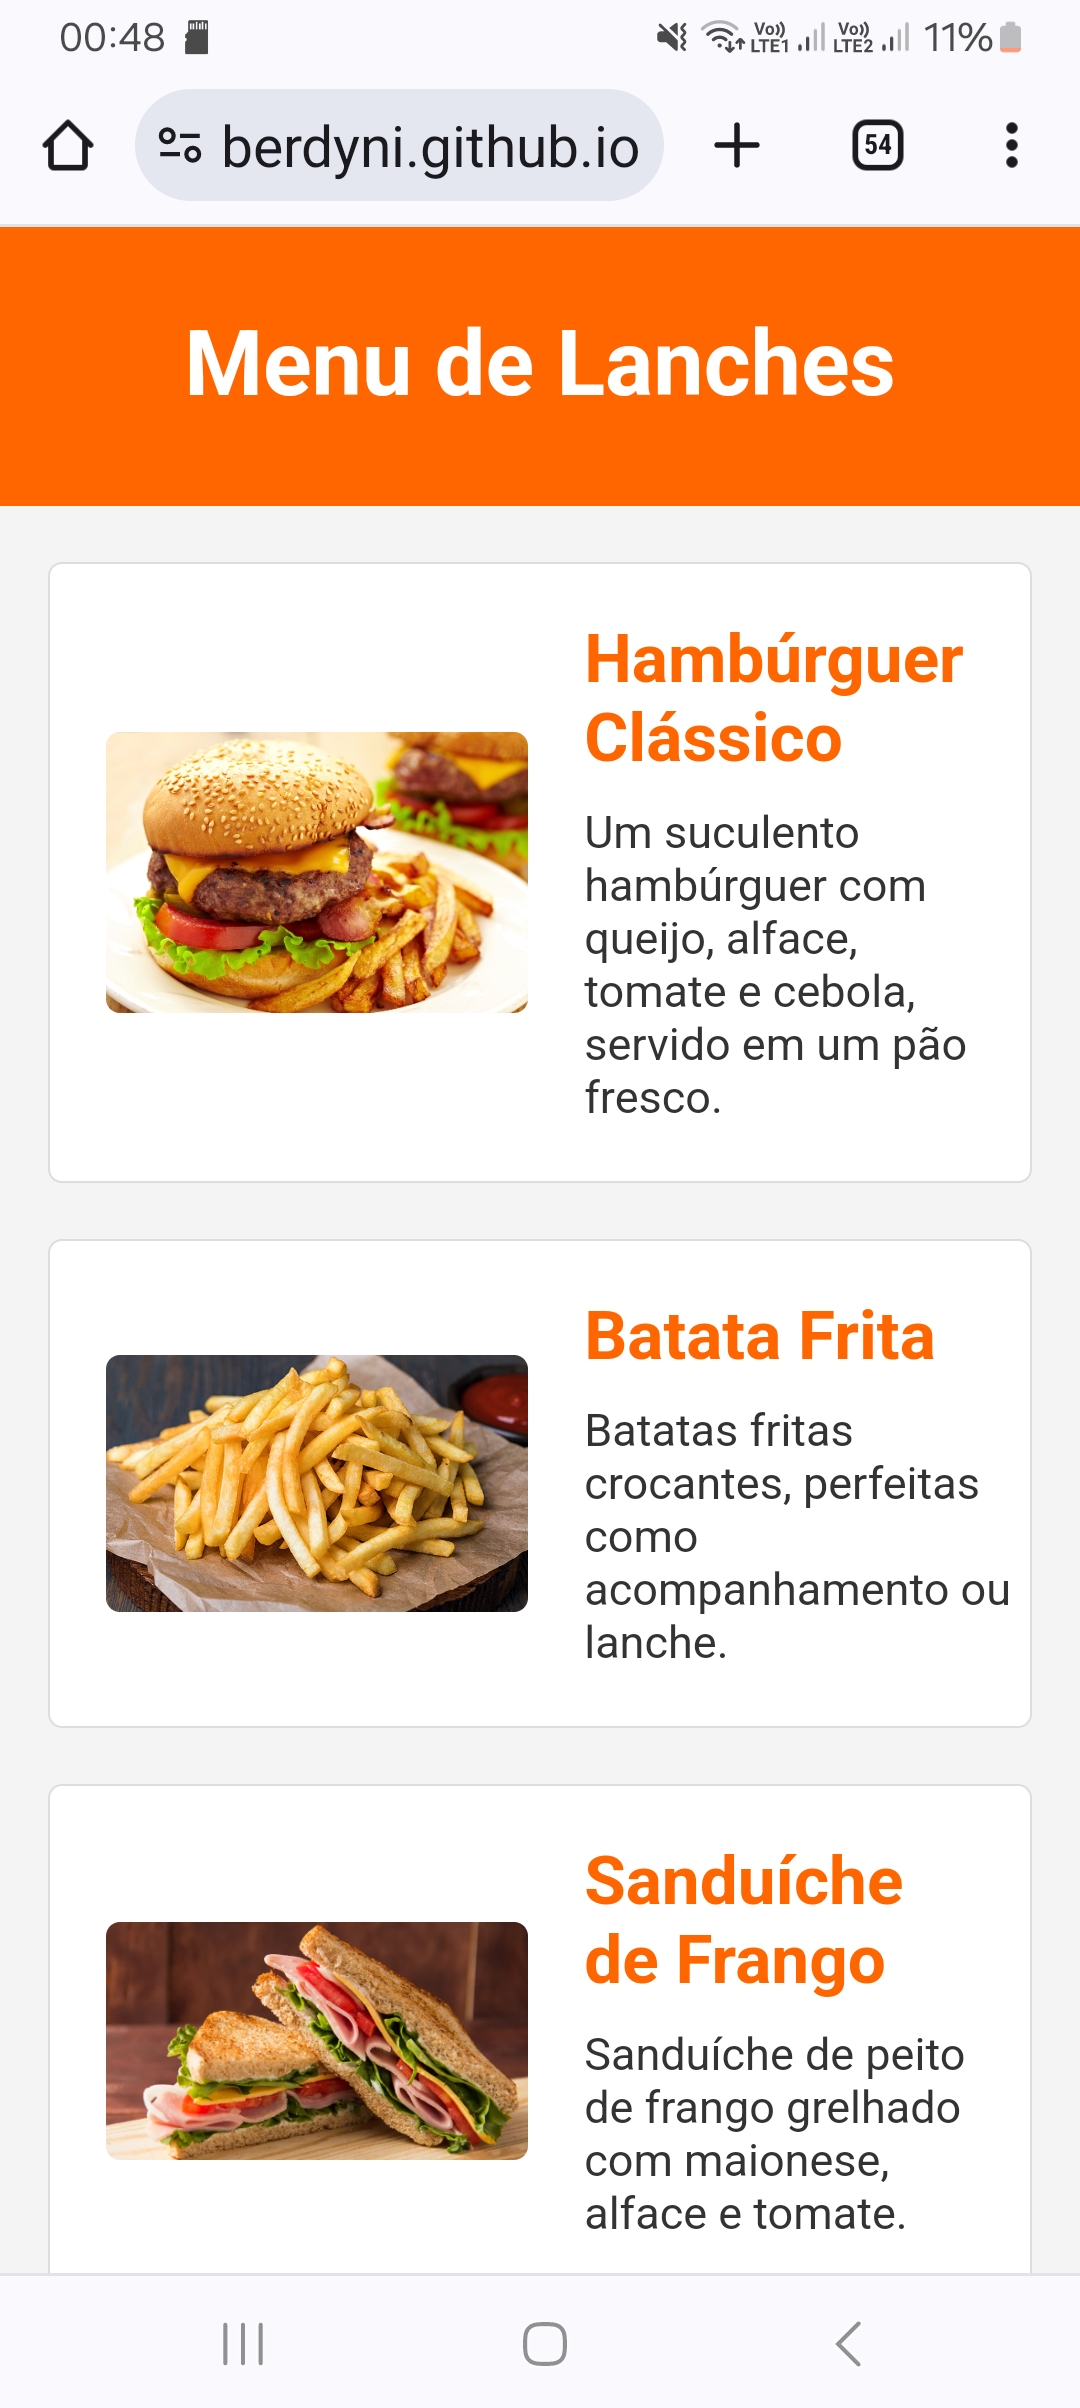 00:48
Vo)) LTE1 Vo)) LTE2 11%
berdyni.github.io 54
Menu de Lanches
Hambúrguer
Clássico
Um suculento
hambúrguer com
queijo, alface,
tomate e cebola,
servido em um pão
fresco.
Batata Frita
Batatas fritas
crocantes, perfeitas
como
acompanhamento ou
lanche.
Sanduíche
de Frango
Sanduíche de peito
de frango grelhado
com maionese,
alface e tomate.